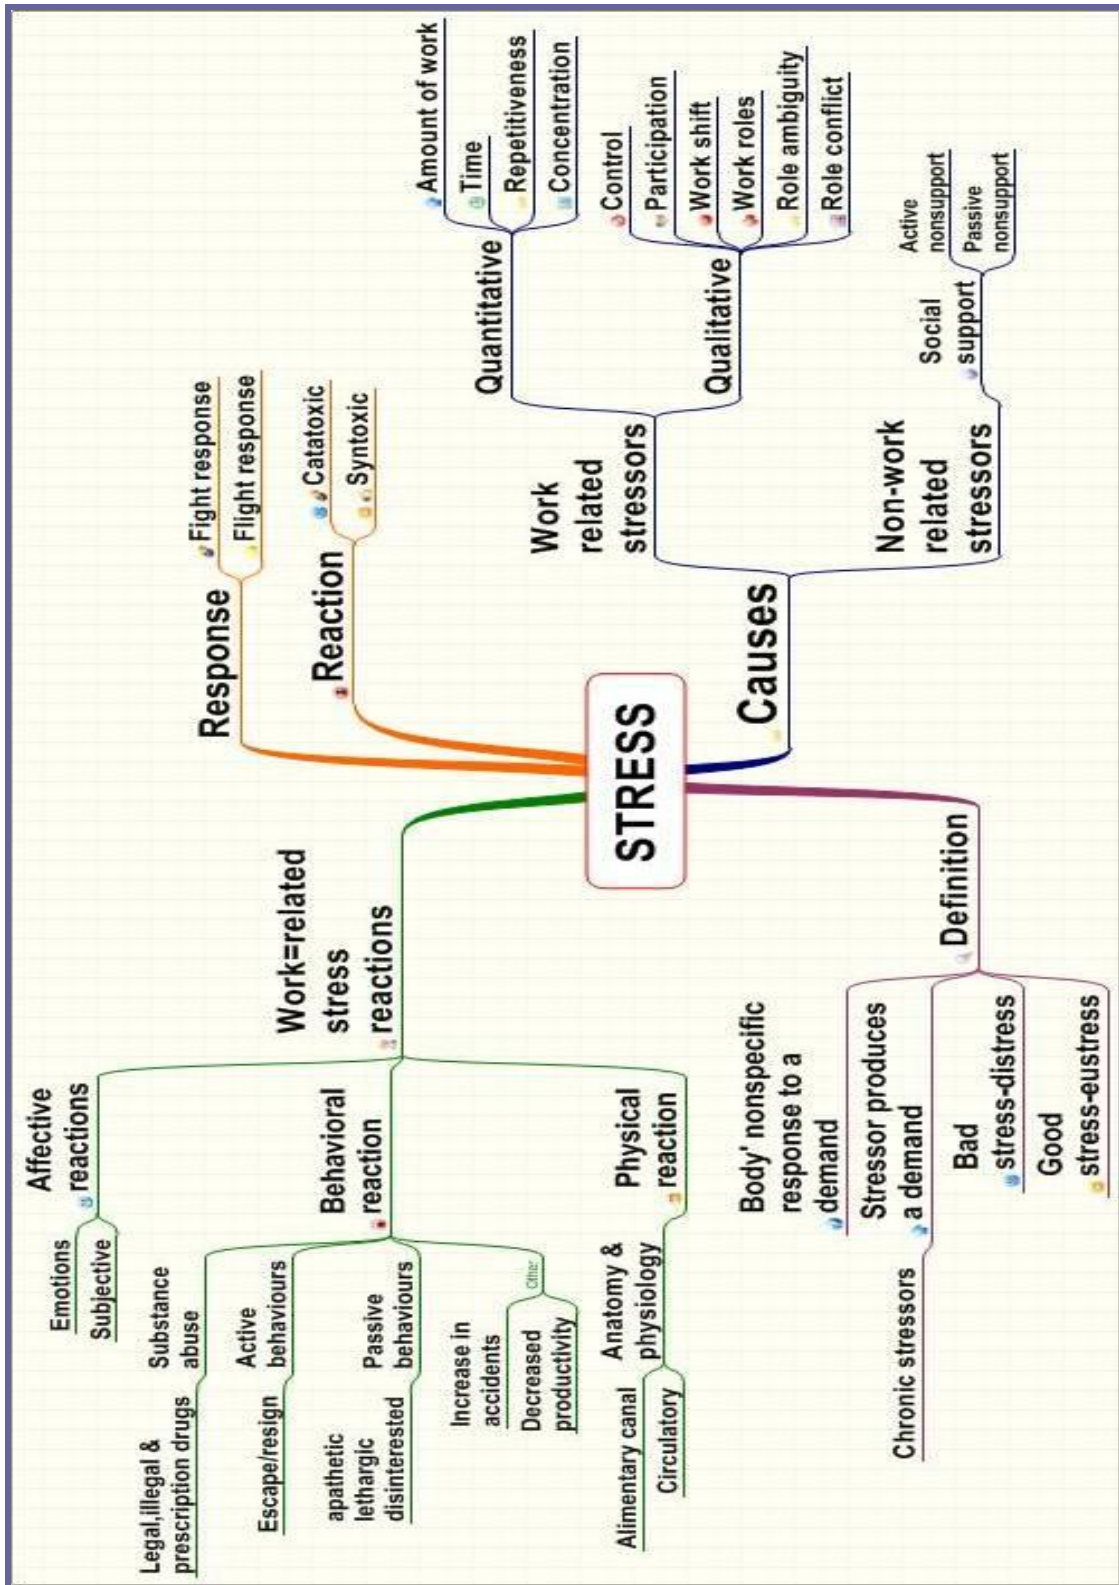 STRESS
Response
Fight response
Flight response
Reaction
Catatoxic
Syntoxic
Causes
Work
related
stressors
Quantitative
Amount of work
Time
Repetitiveness
Concentration
Qualitative
Control
Participation
Work shift
Work roles
Role ambiguity
Role conflict
Non-work
related
stressors
Social
support
Active
nonsupport
Passive
nonsupport
Work=related
stress
reactions
Affective
reactions
Emotions
Subjective
Behavioral
reaction
Substance
abuse
Legal,illegal &
prescription drugs
Active
behaviours
Escape/resign
Passive
behaviours
apathetic
lethargic
disinterested
Other
Increase in
accidents
Decreased
productivity
Physical
reaction
Anatomy &
physiology
Alimentary canal
Circulatory
Definition
Body' nonspecific
response to a
demand
Stressor produces
a demand
Chronic stressors
Bad
stress-distress
Good
stress-eustress